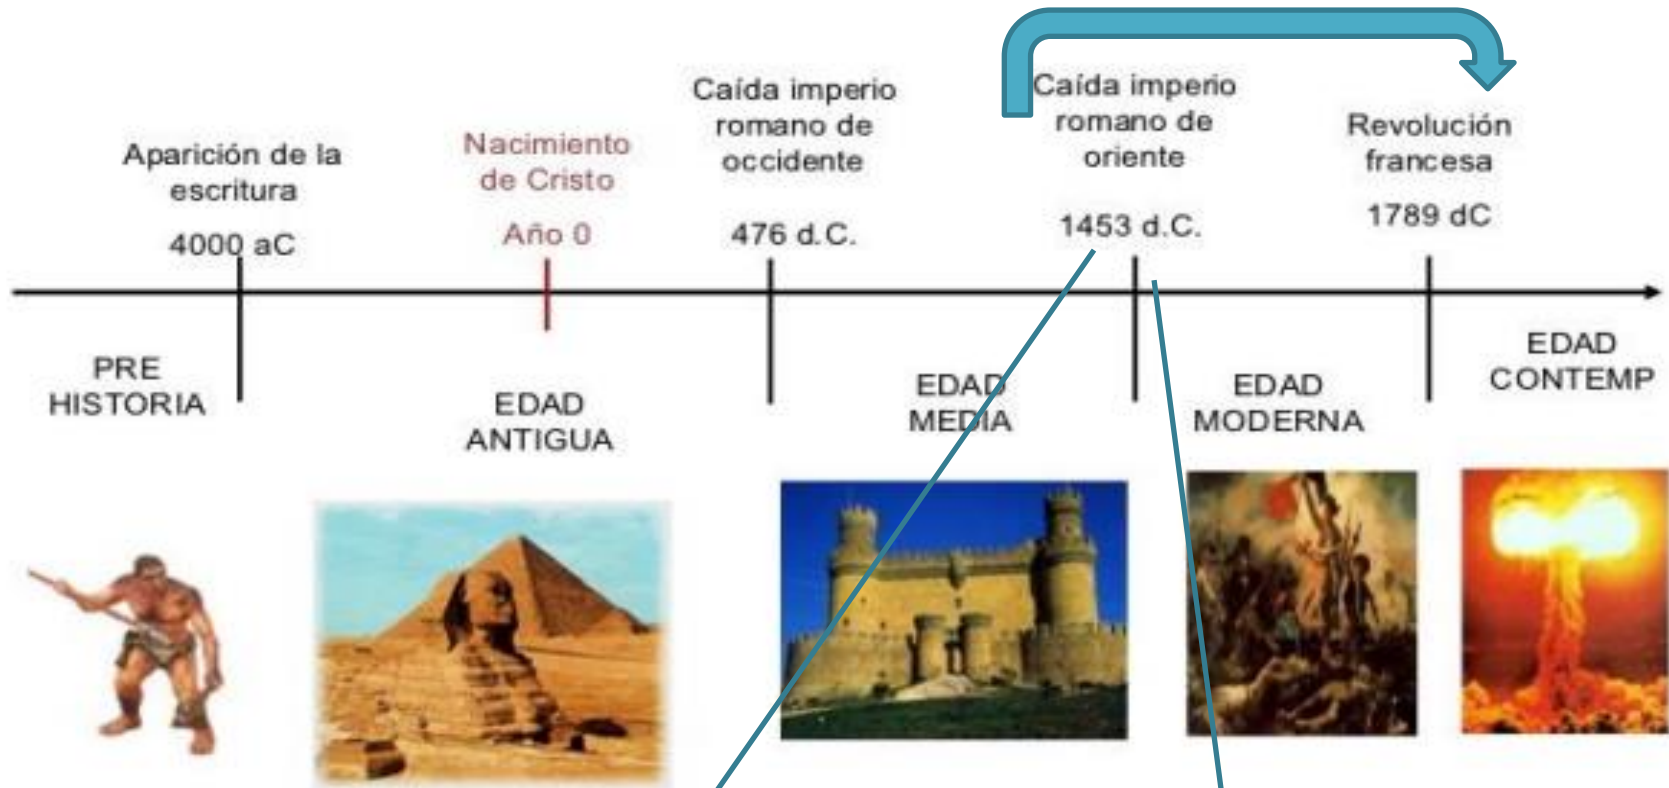 Aparición de la
escritura
4000 aC
Nacimiento
de Cristo
Año 0
Caída imperio
romano de
occidente
476 d.C.
Caída imperio
romano de
oriente
1453 d.C.
Revolución
francesa
1789 dC
PRE
HISTORIA
EDAD
ANTIGUA
EDAD
MEDIA
EDAD
MODERNA
EDAD
CONTEMP